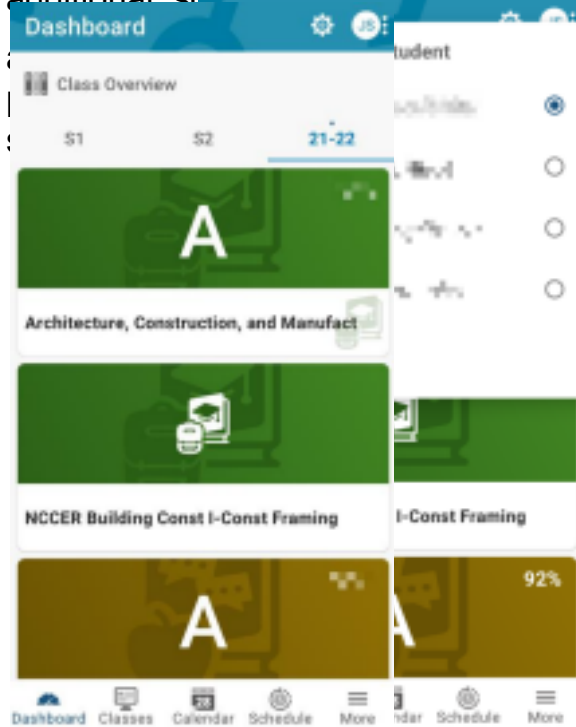 Dashboard
JS
Class Overview
S1 S2 21-22
A
Architecture, Construction, and Manufact
NCCER Building Const I-Const Framing
A
Dashboard Classes Calendar Schedule More
tudent
I-Const Framing
92%
ndar Schedule More